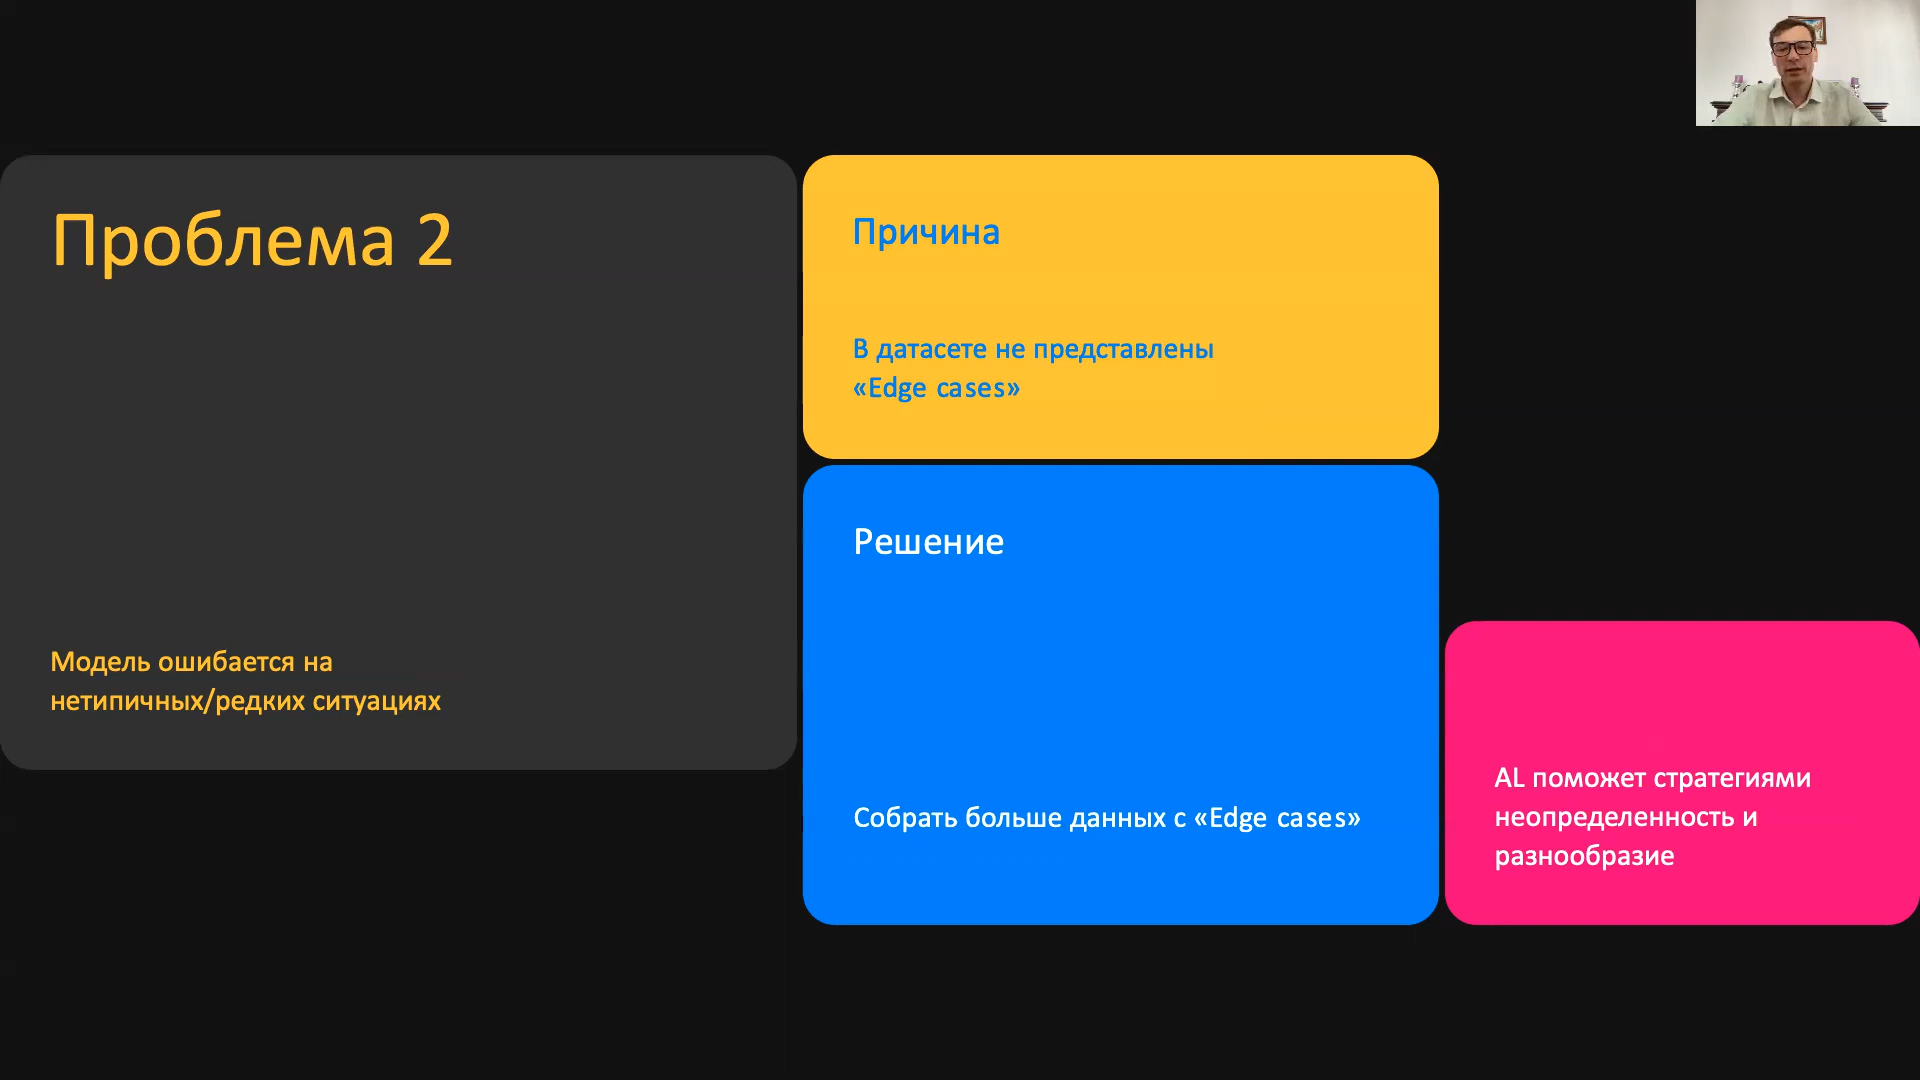 Проблема 2
Модель ошибается на
нетипичных/редких ситуациях
Причина
В датасете не представлены
«Edge cases»
Решение
Собрать больше данных с «Edge cases»
AL поможет стратегиями
неопределенность и
разнообразие